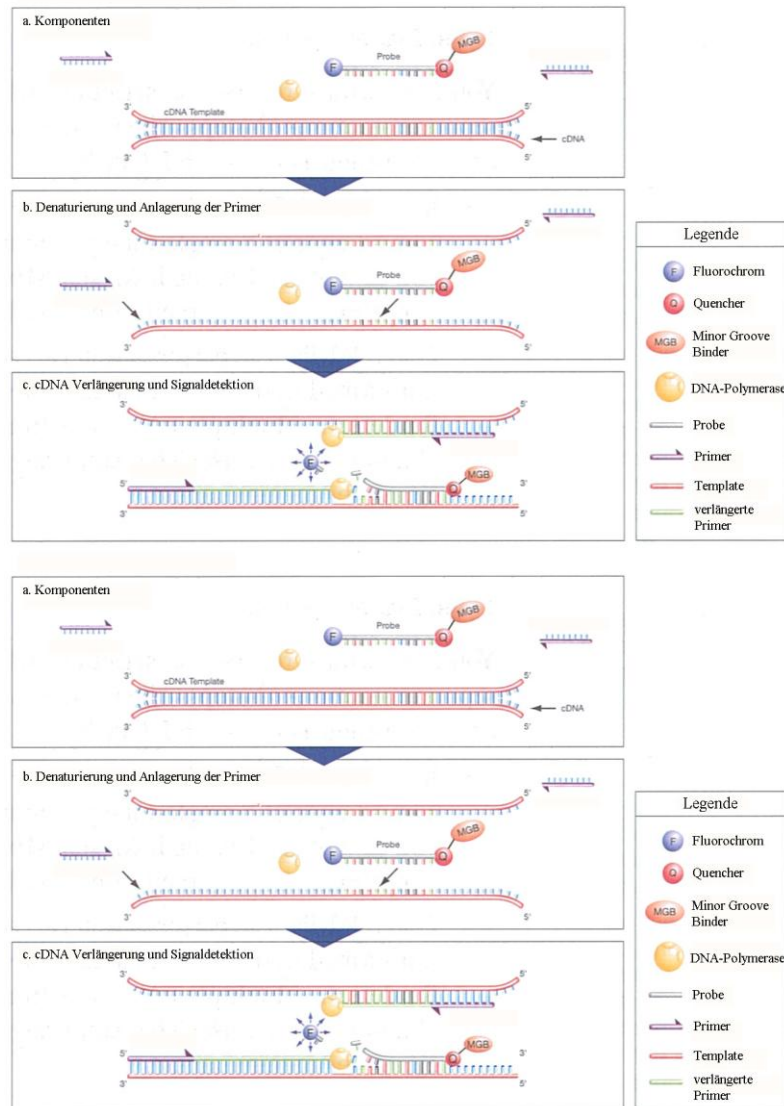 a. Komponenten
MGB
Probe
F
Q
3'
cDNA Template
5'
cDNA
3'
5'
b. Denaturierung und Anlagerung der Primer
3'
5'
MGB
Probe
F
Q
3'
5'
c. cDNA Verlängerung und Signaldetektion
3'
5'
F
MGB
5'
Q
3'
3'
5'
Legende
F Fluorochrom
Q Quencher
MGB Minor Groove
Binder
DNA-Polymerase
Probe
Primer
Template
verlängerte
Primer
a. Komponenten
MGB
Probe
F
Q
3'
cDNA Template
5'
cDNA
3'
5'
b. Denaturierung und Anlagerung der Primer
3'
5'
MGB
Probe
F
Q
3'
5'
c. cDNA Verlängerung und Signaldetektion
3'
5'
F
MGB
5'
Q
3'
3'
5'
Legende
F Fluorochrom
Q Quencher
MGB Minor Groove
Binder
DNA-Polymerase
Probe
Primer
Template
verlängerte
Primer